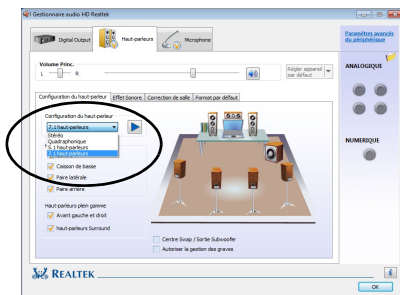 Gestionnaire audio HD Realtek
Digital Output
Haut-parleurs
Microphone
Paramètres avancés
du périphérique
Volume Princ.
L
R
Régler appareil
par défaut
ANALOGIQUE
Configuration du haut-parleur
Effet Sonore
Correction de salle
Format par défaut
Configuration du haut-parleur
7.1 haut-parleurs
Stéréo
Quadraphonique
5.1 haut-parleurs
7.1 haut-parleurs
Caisson de basse
Paire latérale
Paire arrière
NUMERIQUE
Haut-parleurs plein gamme
Avant gauche et droit
haut-parleurs Surround
Centre Swap / Sortie Subwoofer
Autoriser la gestion des graves
REALTEK
OK